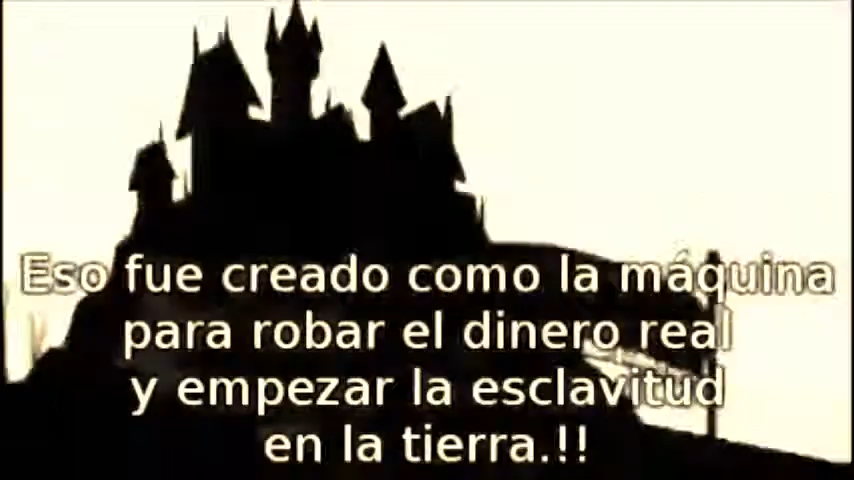 Eso fue creado como la máquina
para robar el dinero real
y empezar la esclavitud
en la tierra.!!